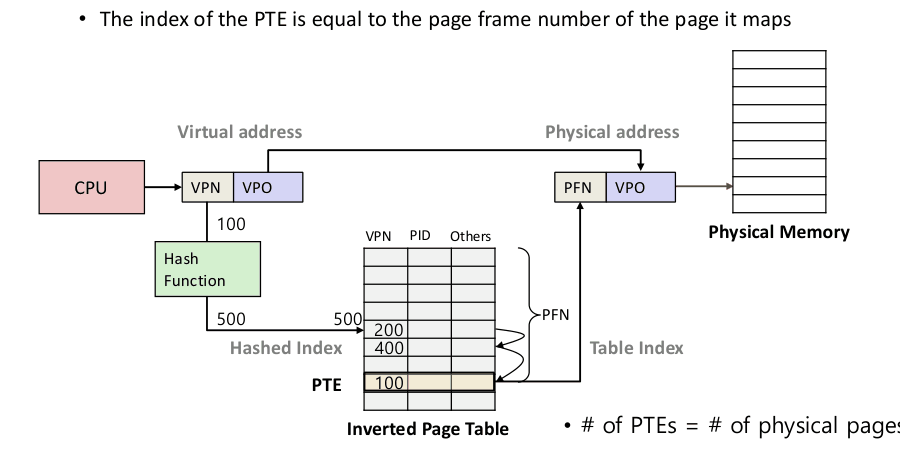 • The index of the PTE is equal to the page frame number of the page it maps
Virtual address
Physical address
CPU
VPN
VPO
PFN
VPO
Physical Memory
100
Hash
Function
VPN
PID
Others
500
500
200
400
100
PFN
Hashed Index
Table Index
PTE
Inverted Page Table
• # of PTEs = # of physical pages